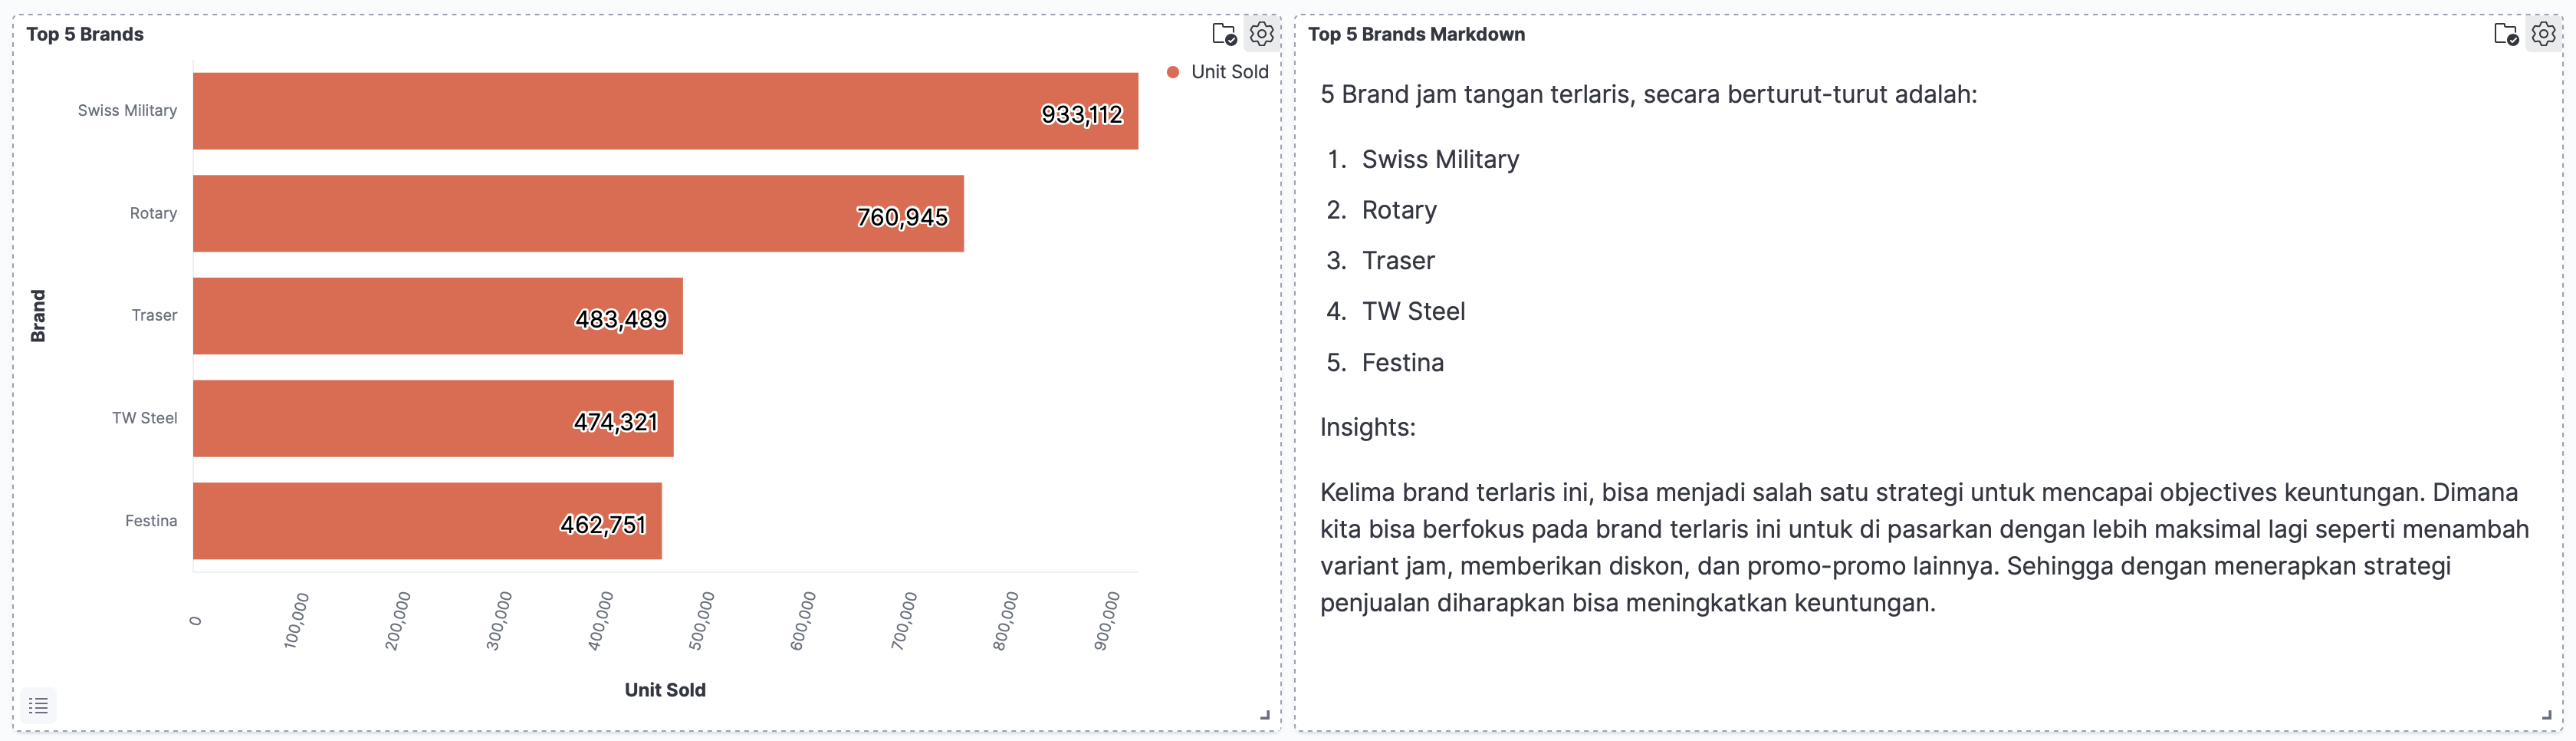 Top 5 Brands
Unit Sold
Swiss Military
933,112
Rotary
760,945
Traser
483,489
TW Steel
474,321
Festina
462,751
Brand
0
100,000
200,000
300,000
400,000
500,000
600,000
700,000
800,000
900,000
Unit Sold
Top 5 Brands Markdown
5 Brand jam tangan terlaris, secara berturut-turut adalah:
1. Swiss Military
2. Rotary
3. Traser
4. TW Steel
5. Festina
Insights:
Kelima brand terlaris ini, bisa menjadi salah satu strategi untuk mencapai objectives keuntungan. Dimana
kita bisa berfokus pada brand terlaris ini untuk di pasarkan dengan lebih maksimal lagi seperti menambah
variant jam, memberikan diskon, dan promo-promo lainnya. Sehingga dengan menerapkan strategi
penjualan diharapkan bisa meningkatkan keuntungan.